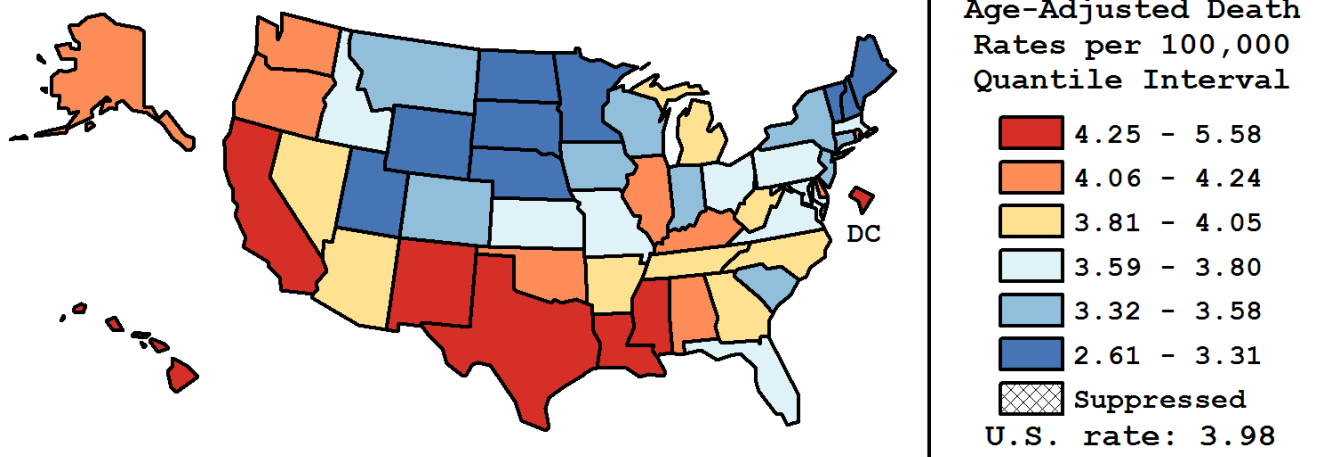 Age-Adjusted Death
Rates per 100,000
Quantile Interval
4.25 - 5.58
4.06 - 4.24
3.81 - 4.05
3.59 - 3.80
3.32 - 3.58
2.61 - 3.31
Suppressed
U.S. rate: 3.98
DC